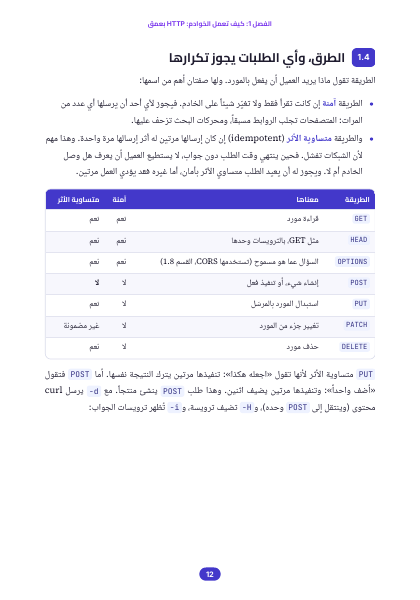 الفصل 1: كيف تعمل الخوادم: HTTP بعمق
1.4 الطرق، وأي الطلبات يجوز تكرارها
الطريقة تقول ماذا يريد العميل أن يفعل بالمورد. ولها صفتان أهم من اسمها:
• الطريقة آمنة إن كانت تقرأ فقط ولا تغيّر شيئاً على الخادم. فيجوز لأي أحد أن يرسلها أي عدد من
المرات: المتصفحات تجلب الروابط مسبقاً، ومحركات البحث تزحف عليها.
• والطريقة متساوية الأثر (idempotent) إن كان إرسالها مرتين له أثر إرسالها مرة واحدة. وهذا مهم
لأن الشبكات تفشل. فحين ينتهي وقت الطلب دون جواب، لا يستطيع العميل أن يعرف هل وصل
الخادم أم لا. ويجوز له أن يعيد الطلب متساوي الأثر بأمان، أما غيره فقد يؤدي العمل مرتين.
الطريقة معناها آمنة متساوية الأثر
GET قراءة مورد نعم نعم
HEAD مثل GET، بالترويسات وحدها نعم نعم
OPTIONS السؤال عما هو مسموح (تستخدمها CORS، القسم 1.8) نعم نعم
POST إنشاء شيء، أو تنفيذ فعل لا لا
PUT استبدال المورد بالمرسَل لا نعم
PATCH تغيير جزء من المورد لا غير مضمونة
DELETE حذف مورد لا نعم
PUT متساوية الأثر لأنها تقول «اجعله هكذا»: تنفيذها مرتين يترك النتيجة نفسها. أما POST فتقول
«أضف واحداً»: وتنفيذها مرتين يضيف اثنين. وهذا طلب POST ينشئ منتجاً. مع -d يرسل curl
محتوى (وينتقل إلى POST وحده)، و -H تضيف ترويسة، و -i تُظهر ترويسات الجواب:
12